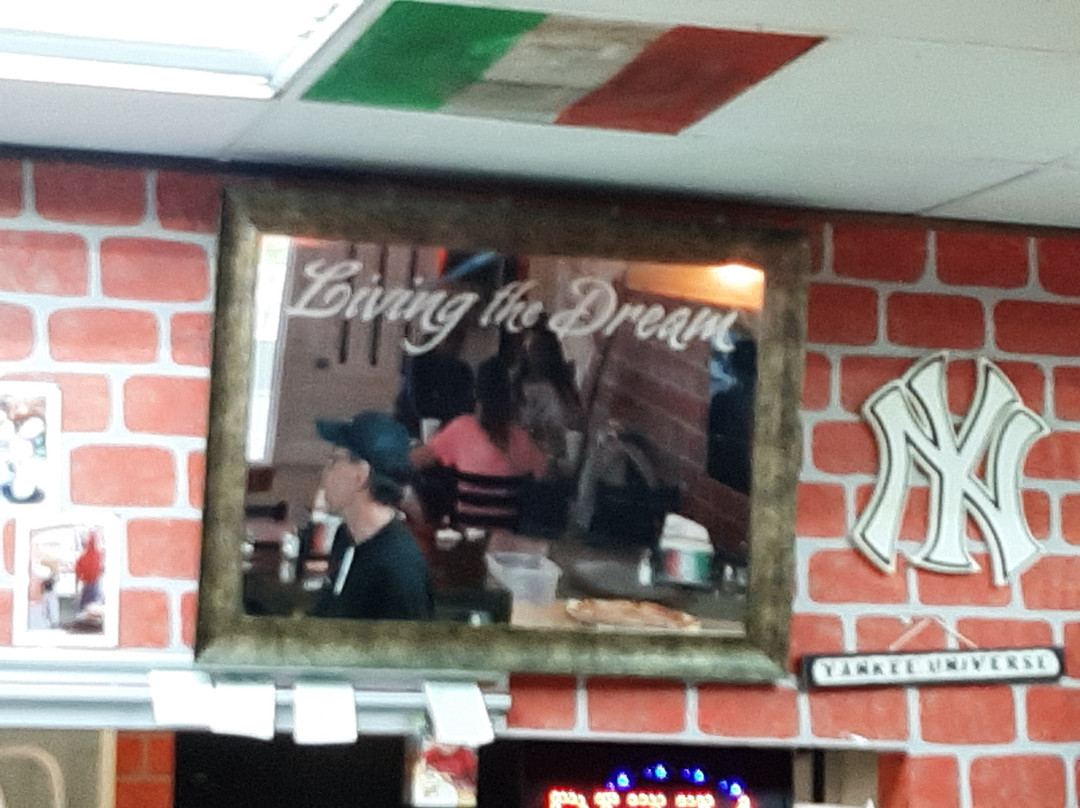 Living the Dream
NY
YANKEE UNIVERSE